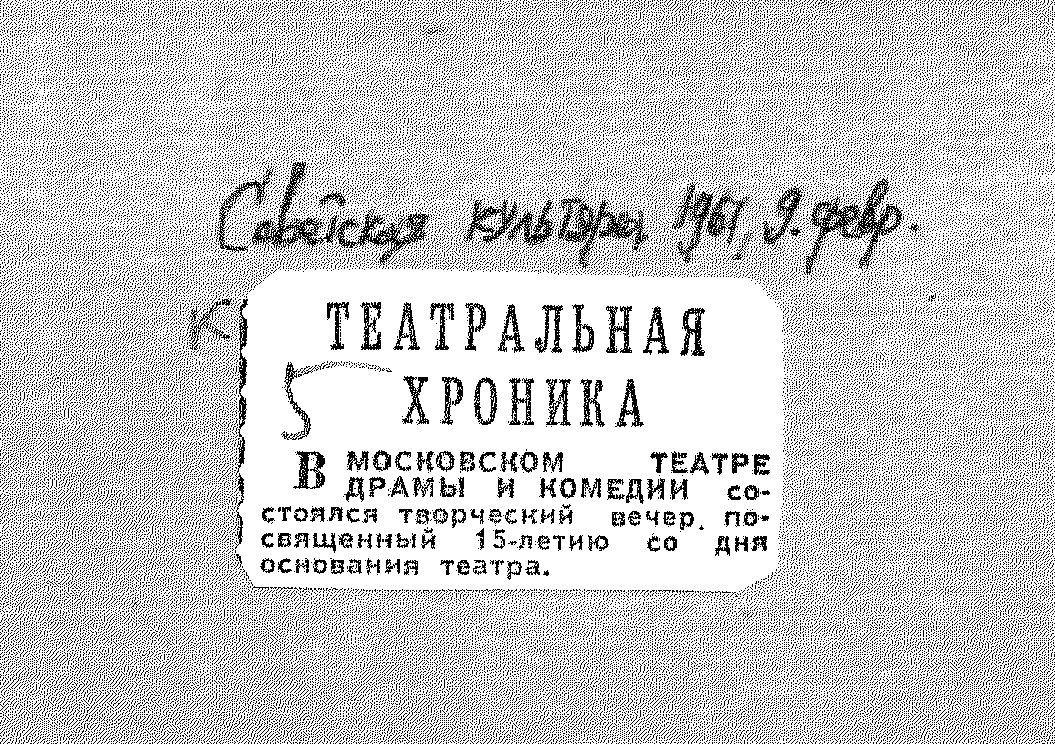 Советская культура, 1961, 9. февр.
К
ТЕАТРАЛЬНАЯ
5 ХРОНИКА
В МОСКОВСКОМ ТЕАТРЕ
ДРАМЫ И КОМЕДИИ со-
стоялся творческий вечер, по-
священный 15-летию со дня
основания театра.